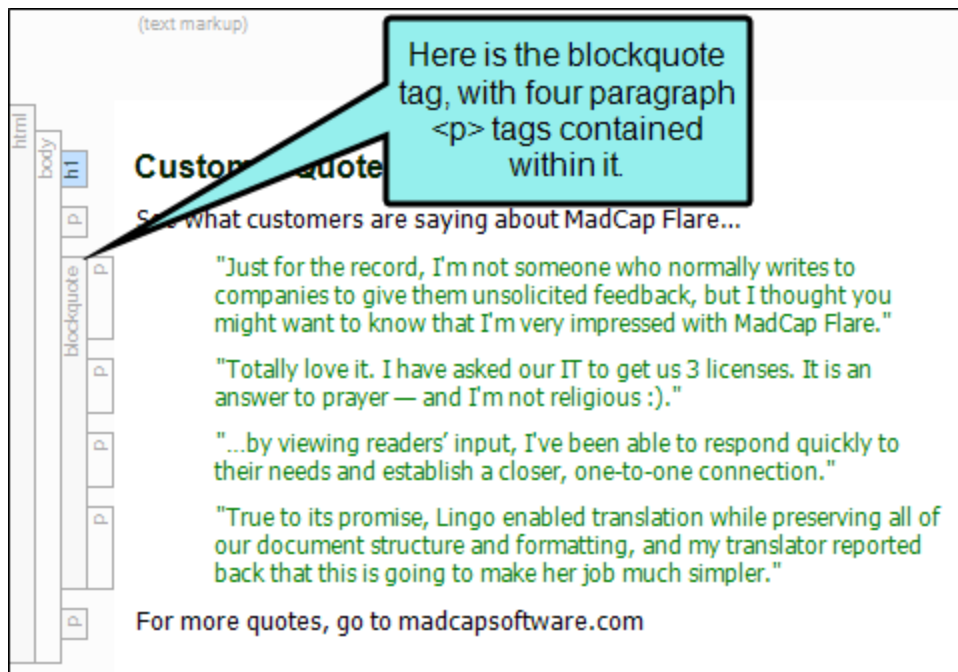 (text markup)
Here is the blockquote
tag, with four paragraph
<p> tags contained
within it.
html
body
h1
Custom Quote
p
See what customers are saying about MadCap Flare...
blockquote
p
"Just for the record, I'm not someone who normally writes to
companies to give them unsolicited feedback, but I thought you
might want to know that I'm very impressed with MadCap Flare."
p
"Totally love it. I have asked our IT to get us 3 licenses. It is an
answer to prayer — and I'm not religious :)."
p
"...by viewing readers’ input, I've been able to respond quickly to
their needs and establish a closer, one-to-one connection."
p
"True to its promise, Lingo enabled translation while preserving all of
our document structure and formatting, and my translator reported
back that this is going to make her job much simpler."
p
For more quotes, go to madcapsoftware.com